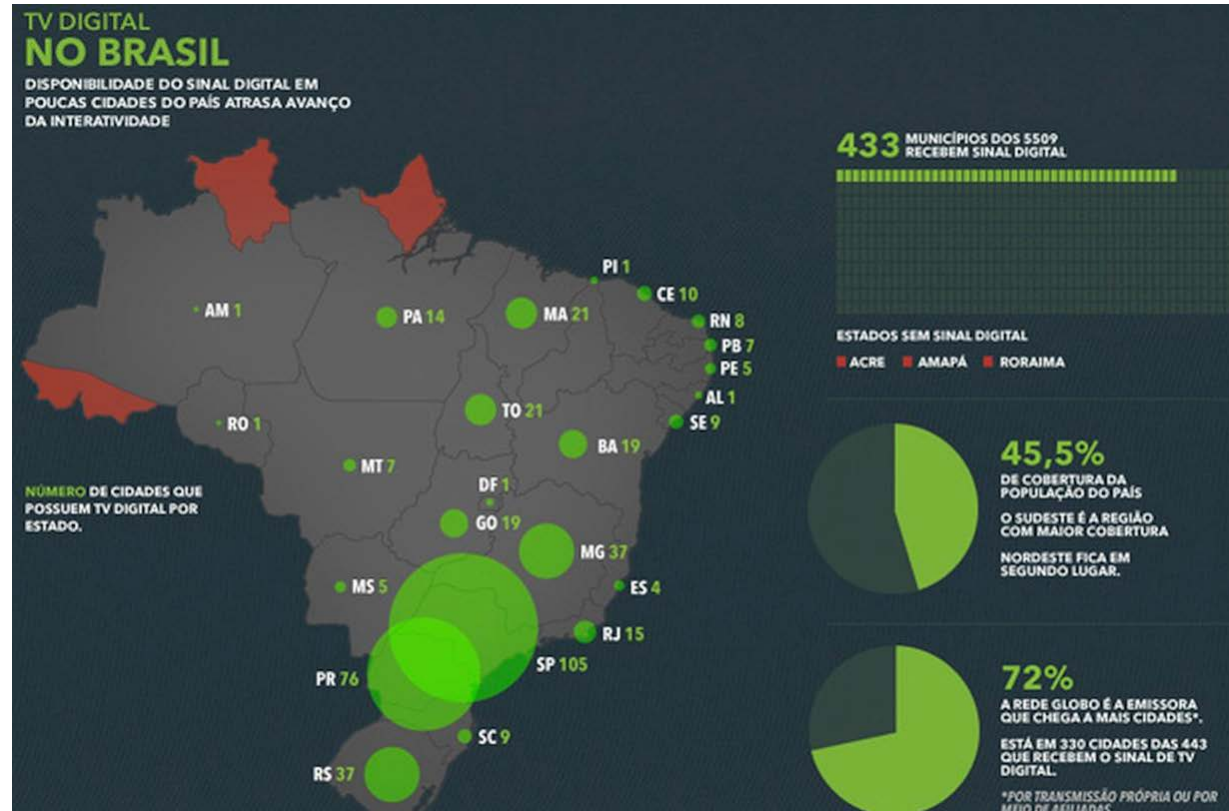 TV DIGITAL
NO BRASIL
DISPONIBILIDADE DO SINAL DIGITAL EM
POUCAS CIDADES DO PAÍS ATRASA AVANÇO
DA INTERATIVIDADE
AM 1
PA 14
MA 21
PI 1
CE 10
RN 8
PB 7
PE 5
AL 1
SE 9
RO 1
TO 21
BA 19
MT 7
DF 1
GO 19
MG 37
MS 5
ES 4
RJ 15
SP 105
PR 76
SC 9
RS 37
NÚMERO DE CIDADES QUE
POSSUEM TV DIGITAL POR
ESTADO.
433 MUNICÍPIOS DOS 5509
RECEBEM SINAL DIGITAL
ESTADOS SEM SINAL DIGITAL
ACRE AMAPÁ RORAIMA
45,5%
DE COBERTURA DA
POPULAÇÃO DO PAÍS
O SUDESTE É A REGIÃO
COM MAIOR COBERTURA
NORDESTE FICA EM
SEGUNDO LUGAR.
72%
A REDE GLOBO É A EMISSORA
QUE CHEGA A MAIS CIDADES*.
ESTÁ EM 330 CIDADES DAS 443
QUE RECEBEM O SINAL DE TV
DIGITAL.
*POR TRANSMISSÃO PRÓPRIA OU POR
MEIO DE AFILIADAS